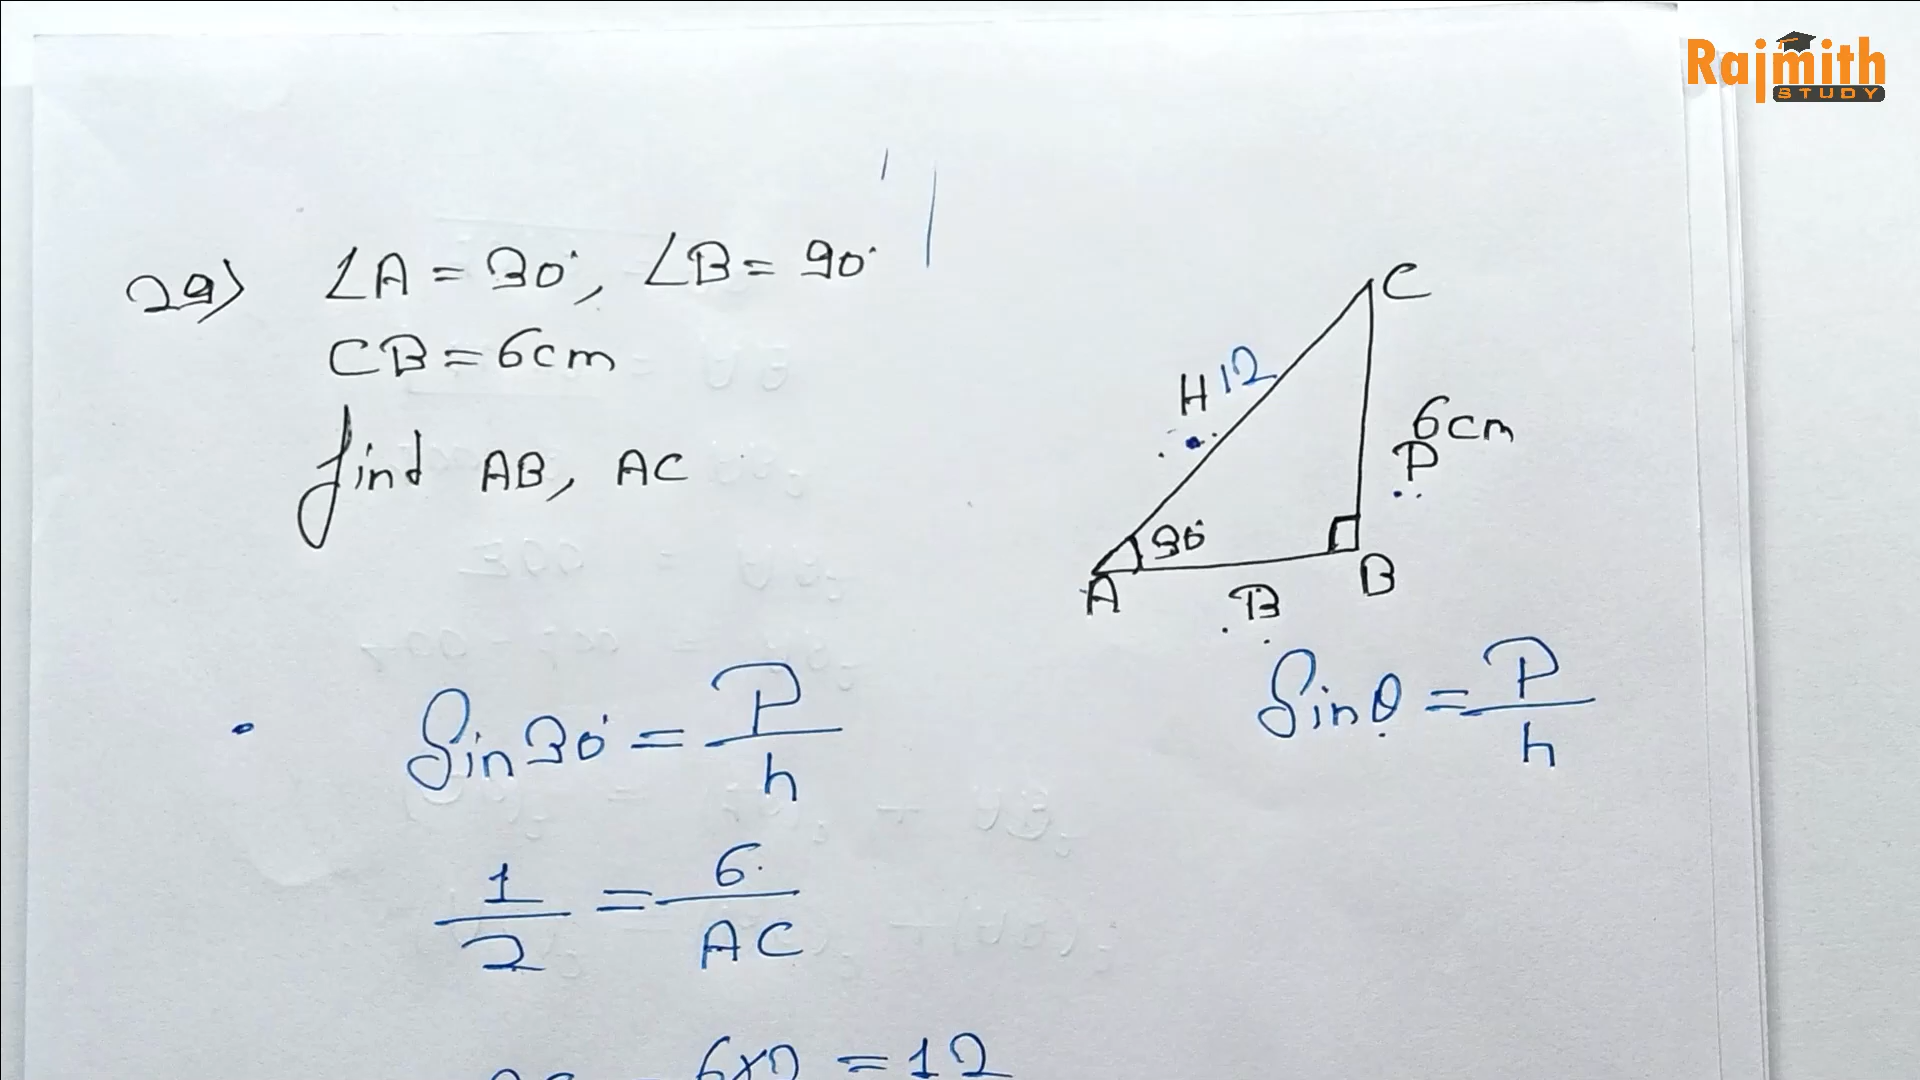 Rajmith
STUDY
29) ∠A = 30°, ∠B = 90°
CB = 6cm
find AB, AC
C
H 12
6cm
P
30°
A
B
B
Sin θ = P/h
Sin 30° = P/h
1/2 = 6/AC
6×2 = 12